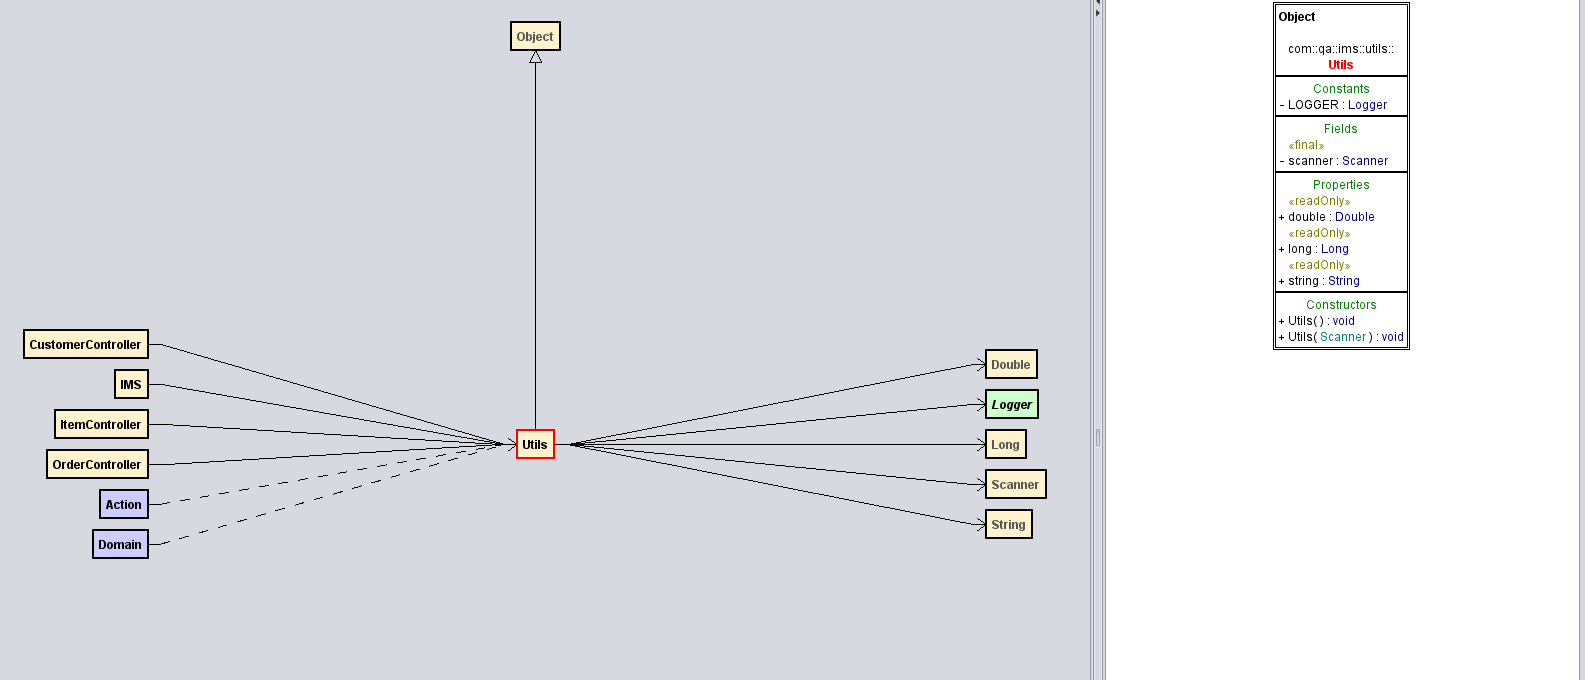 Object
CustomerController
IMS
ItemController
OrderController
Action
Domain
Utils
Double
Logger
Long
Scanner
String
Object
com::qa::ims::utils::
Utils
Constants
- LOGGER : Logger
Fields
«final»
- scanner : Scanner
Properties
«readOnly»
+ double : Double
«readOnly»
+ long : Long
«readOnly»
+ string : String
Constructors
+ Utils( ) : void
+ Utils( Scanner ) : void